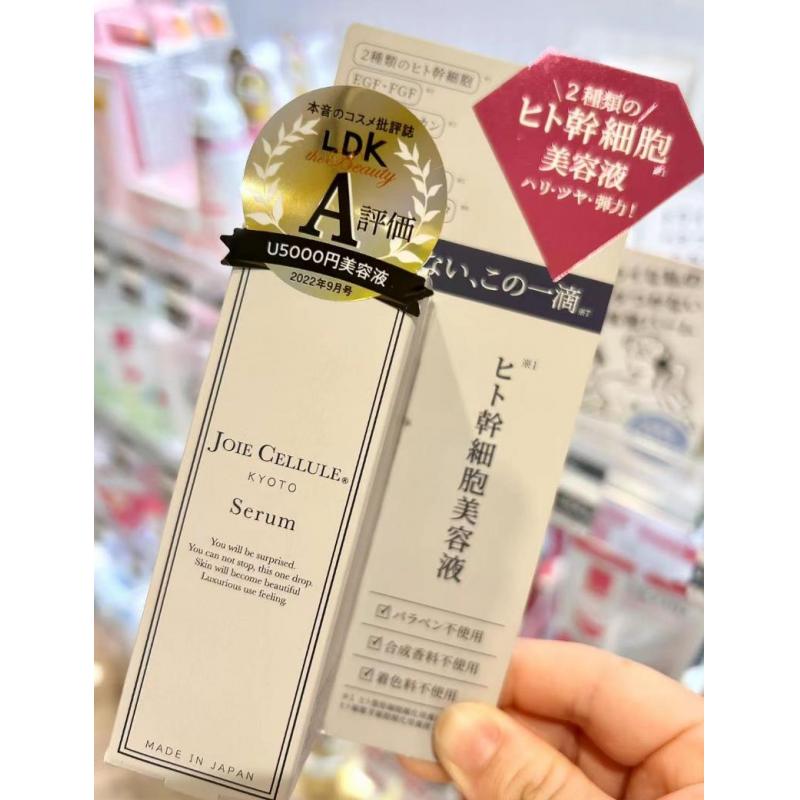 2種類のヒト幹細胞
EGF・FGF
カン
本音のコスメ批評誌
LDK
the Beauty
A評価
U5000円美容液
2022年9月号
2種類の
ヒト幹細胞
美容液
ハリ・ツヤ・弾力!
ない、この一滴
※1
ヒト幹細胞美容液
JOIE CELLULE®
KYOTO
Serum
You will be surprised.
You can not stop, this one drop.
Skin will become beautiful
Luxurious use feeling.
MADE IN JAPAN
パラベン不使用
合成香料不使用
着色料不使用